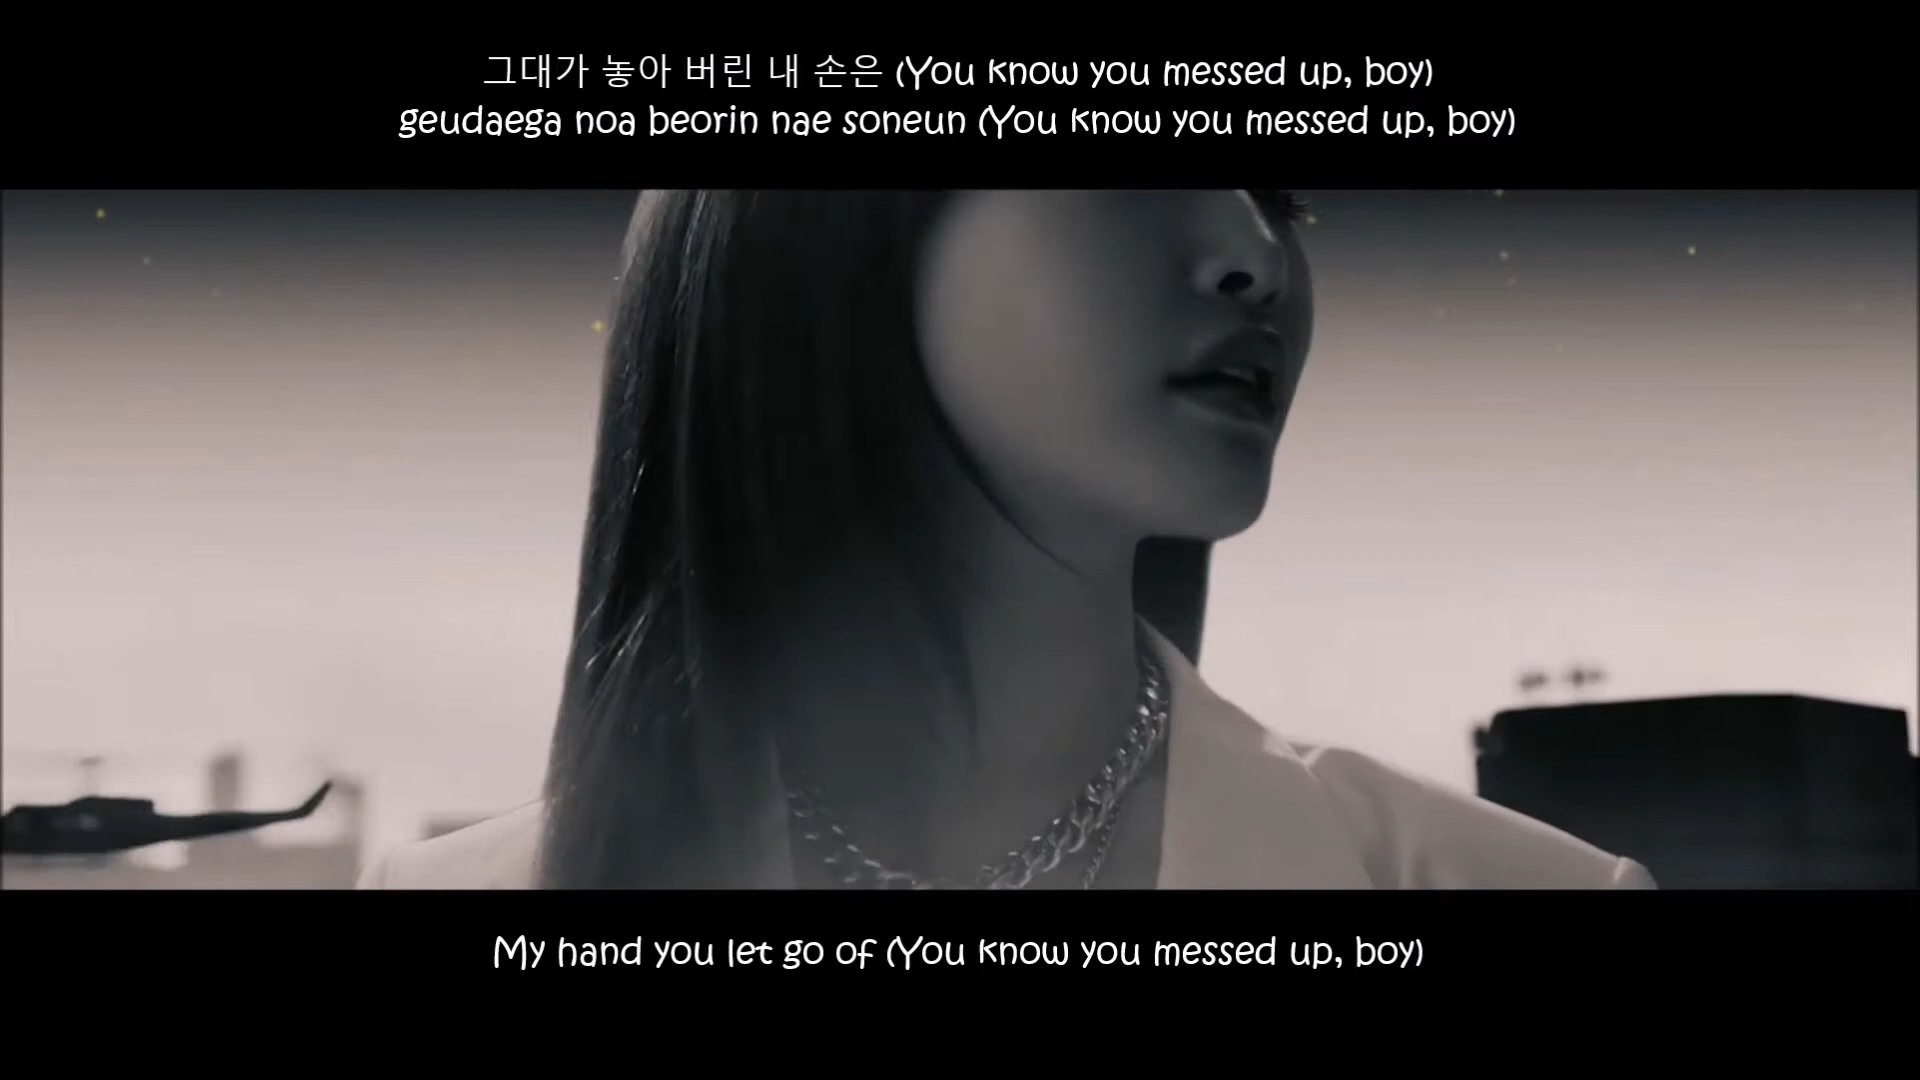 그대가 놓아 버린 내 손은 (You know you messed up, boy)
geudaega noa beorin nae soneun (You know you messed up, boy)
My hand you let go of (You know you messed up, boy)